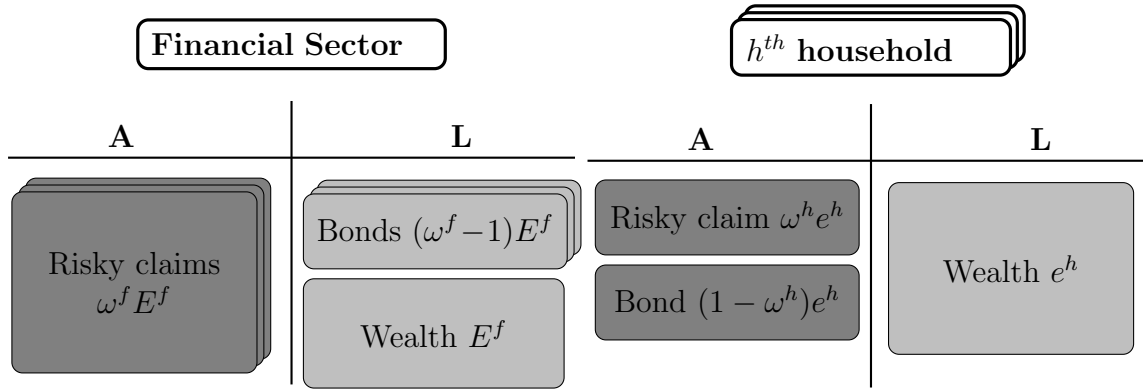 Financial Sector
h^{th} household
A
L
A
L
Risky claims
ω^f E^f
Bonds (ω^f − 1)E^f
Wealth E^f
Risky claim ω^h e^h
Bond (1 − ω^h)e^h
Wealth e^h